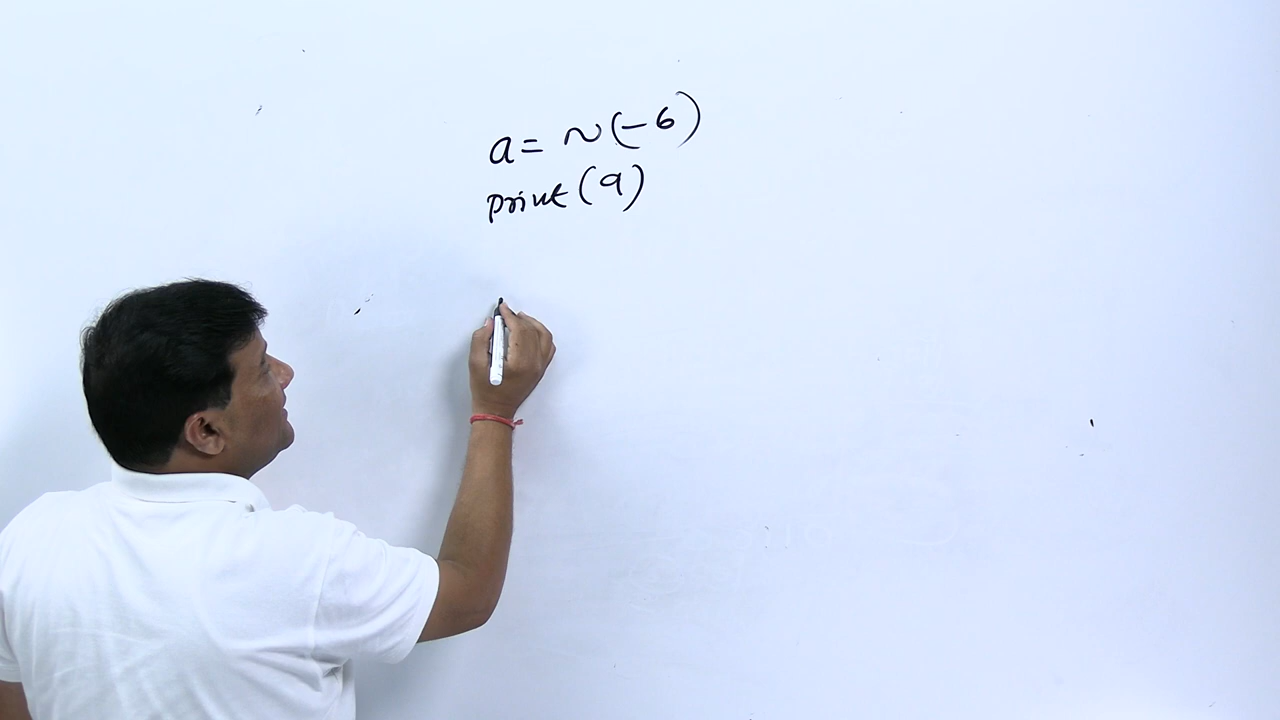 a = ~(-6)
print(a)